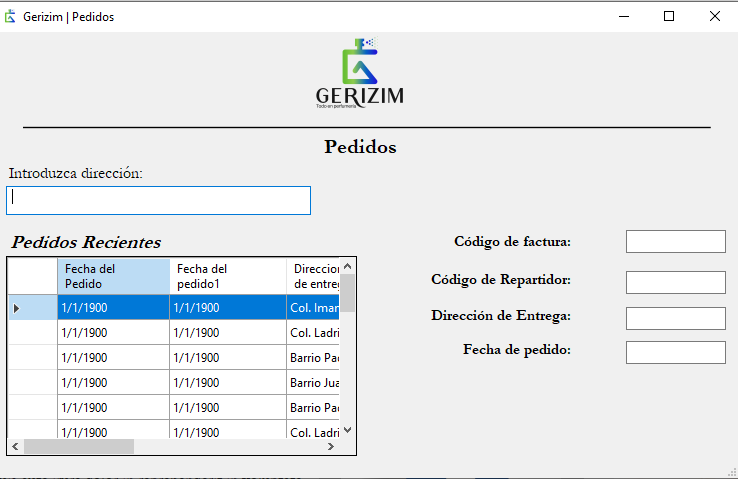 Gerizim | Pedidos
GERIZIM
Todo en perfumería
Pedidos
Introduzca dirección:
Pedidos Recientes
Fecha del Pedido Fecha del pedido1 Direccion de entreg
1/1/1900 1/1/1900 Col. Imar
1/1/1900 1/1/1900 Col. Ladri
1/1/1900 1/1/1900 Barrio Pac
1/1/1900 1/1/1900 Barrio Jua
1/1/1900 1/1/1900 Barrio Pac
1/1/1900 1/1/1900 Col. Ladri
Código de factura:
Código de Repartidor:
Dirección de Entrega:
Fecha de pedido: